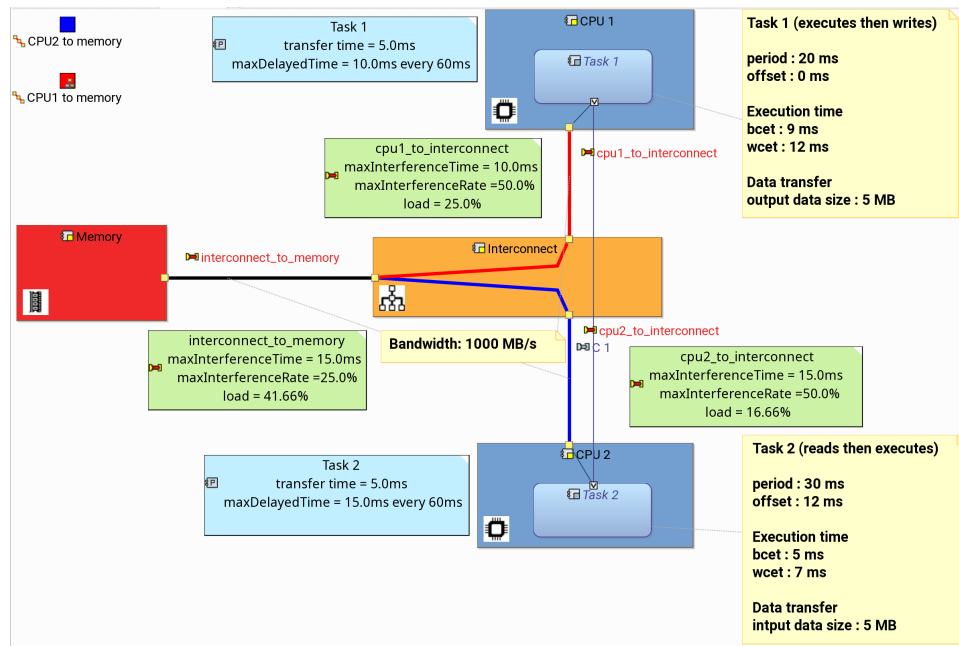 CPU2 to memory
CPU1 to memory
Task 1
transfer time = 5.0ms
maxDelayedTime = 10.0ms every 60ms
P
CPU 1
Task 1
Task 1 (executes then writes)
period : 20 ms
offset : 0 ms
Execution time
bcet : 9 ms
wcet : 12 ms
Data transfer
output data size : 5 MB
cpu1_to_interconnect
maxInterferenceTime = 10.0ms
maxInterferenceRate =50.0%
load = 25.0%
cpu1_to_interconnect
Memory
interconnect_to_memory
Interconnect
interconnect_to_memory
maxInterferenceTime = 15.0ms
maxInterferenceRate =25.0%
load = 41.66%
Bandwidth: 1000 MB/s
cpu2_to_interconnect
C 1
cpu2_to_interconnect
maxInterferenceTime = 15.0ms
maxInterferenceRate =50.0%
load = 16.66%
Task 2
transfer time = 5.0ms
maxDelayedTime = 15.0ms every 60ms
P
CPU 2
Task 2
Task 2 (reads then executes)
period : 30 ms
offset : 12 ms
Execution time
bcet : 5 ms
wcet : 7 ms
Data transfer
intput data size : 5 MB